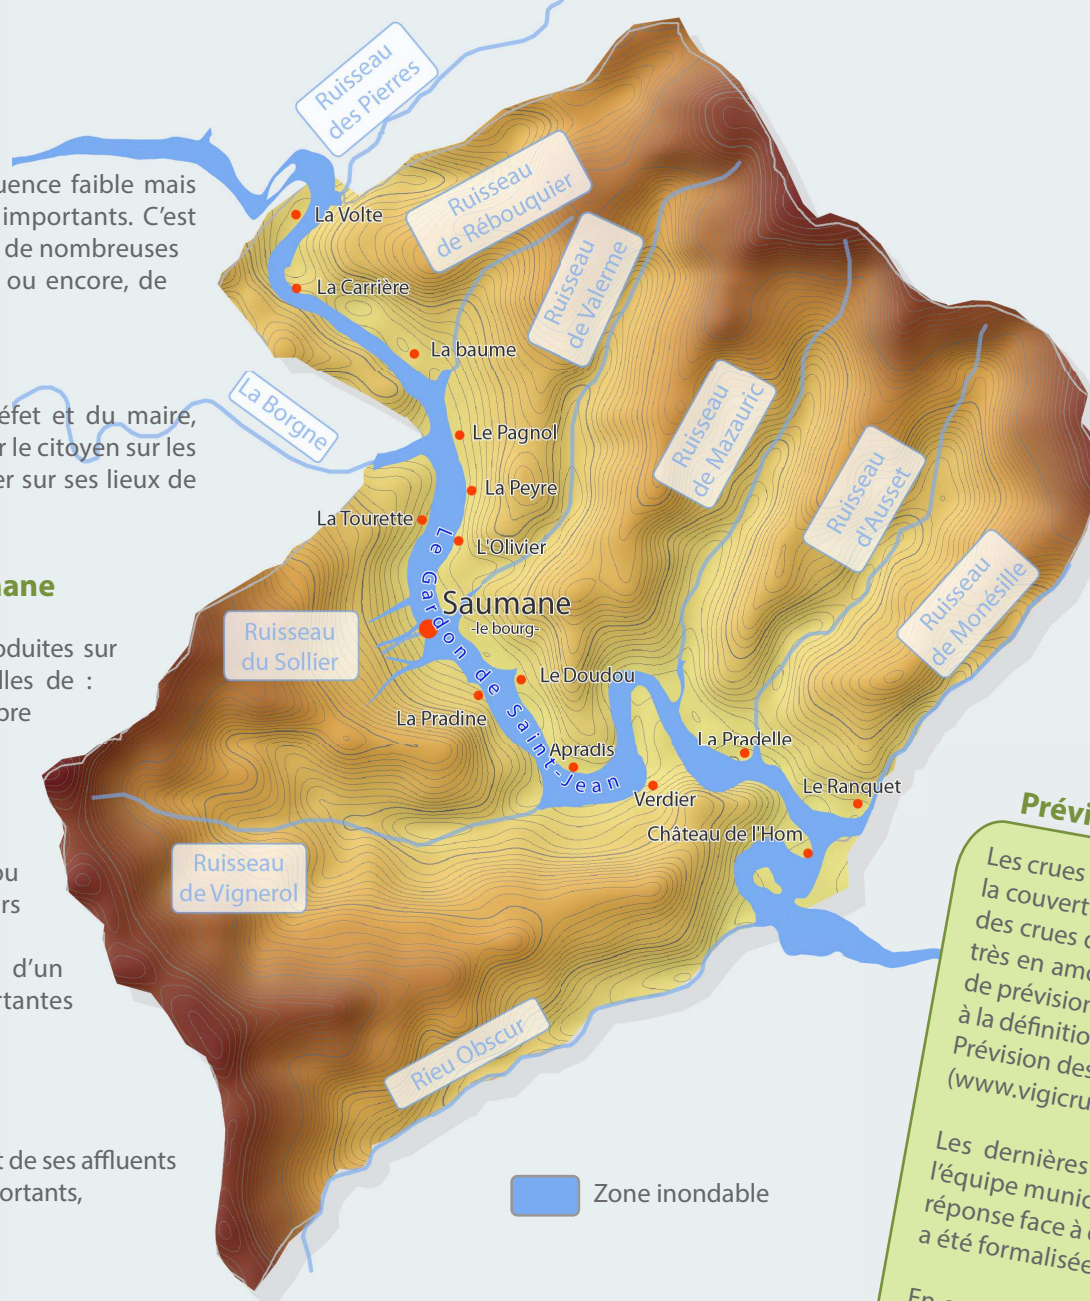 uence faible mais
importants. C'est
de nombreuses
ou encore, de
éfet et du maire,
r le citoyen sur les
er sur ses lieux de
ane
oduites sur
lles de :
bre
ou
rs
d'un
rtantes
t de ses affluents
ortants,
Ruisseau
des Pierres
Ruisseau
de Rébouquier
Ruisseau
de Valerme
Ruisseau
de Mazauric
Ruisseau
d'Ausset
Ruisseau
de Monésille
La Volte
La Carrière
La baume
La Borgne
Le Pagnol
La Peyre
La Tourette
L'Olivier
Le Gardon de Saint-Jean
Saumane
-le bourg-
Ruisseau
du Sollier
Le Doudou
La Pradine
Apradis
La Pradelle
Verdier
Le Ranquet
Château de l'Hom
Ruisseau
de Vignerol
Rieu Obscur
Zone inondable
Prévi
Les crues
la couvert
des crues
très en amo
de prévision
à la définitio
Prévision des
(www.vigicru
Les dernières
l'équipe munic
réponse face à
a été formalisée